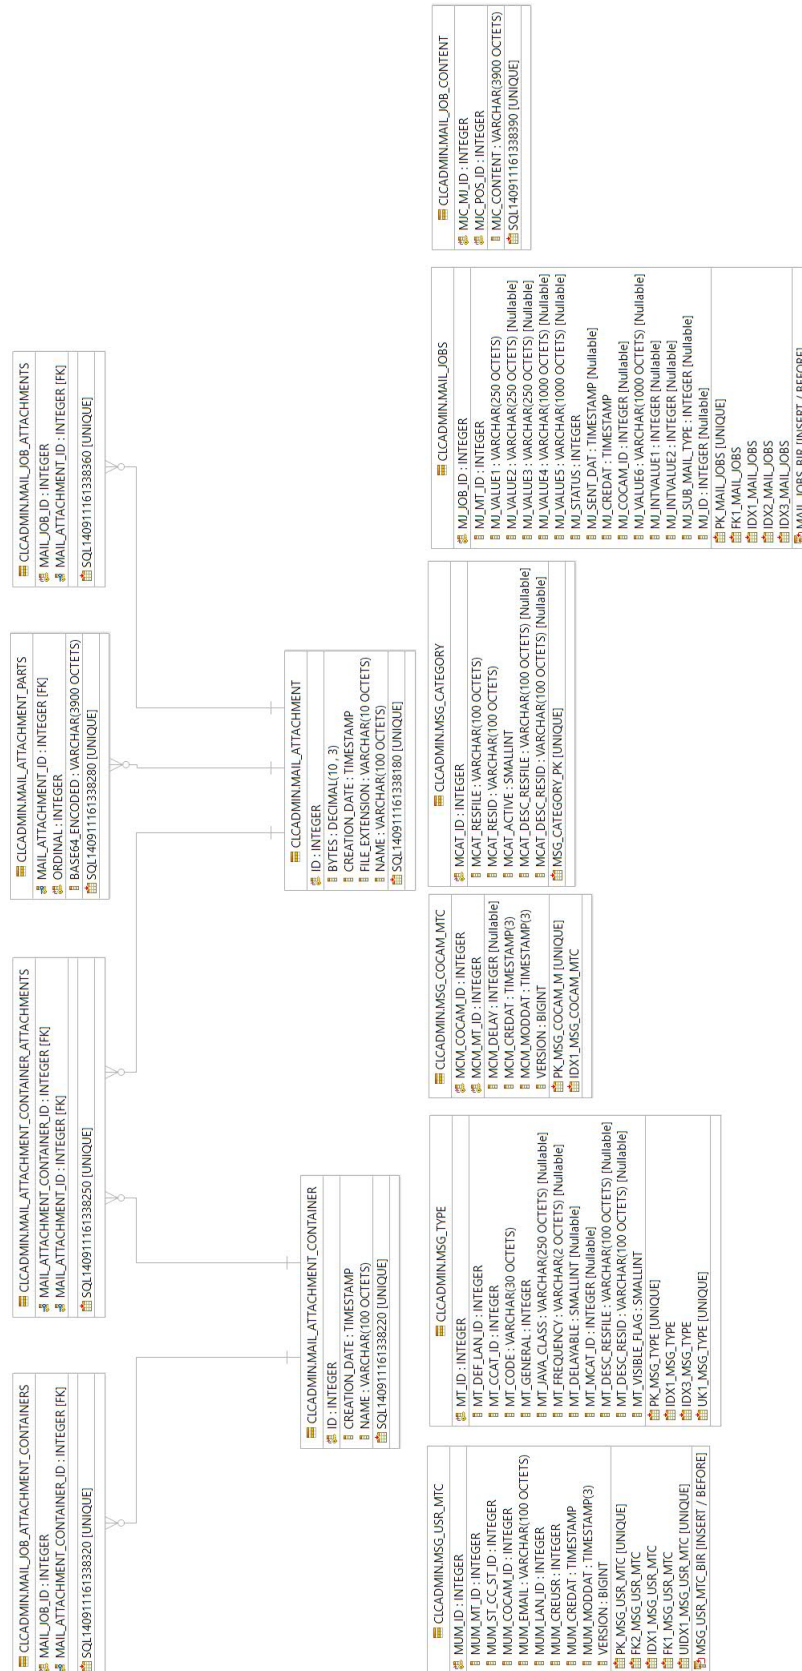 CLCADMIN.MAIL_JOB_ATTACHMENT_CONTAINERS
MAIL_JOB_ID : INTEGER
MAIL_ATTACHMENT_CONTAINER_ID : INTEGER [FK]
SQL140911161338320 [UNIQUE]
CLCADMIN.MAIL_ATTACHMENT_CONTAINER_ATTACHMENTS
MAIL_ATTACHMENT_CONTAINER_ID : INTEGER [FK]
MAIL_ATTACHMENT_ID : INTEGER [FK]
SQL140911161338250 [UNIQUE]
CLCADMIN.MAIL_ATTACHMENT_PARTS
MAIL_ATTACHMENT_ID : INTEGER [FK]
ORDINAL : INTEGER
BASE64_ENCODED : VARCHAR(3900 OCTETS)
SQL140911161338280 [UNIQUE]
CLCADMIN.MAIL_JOB_ATTACHMENTS
MAIL_JOB_ID : INTEGER
MAIL_ATTACHMENT_ID : INTEGER [FK]
SQL140911161338360 [UNIQUE]
CLCADMIN.MAIL_ATTACHMENT_CONTAINER
ID : INTEGER
CREATION_DATE : TIMESTAMP
NAME : VARCHAR(100 OCTETS)
SQL140911161338220 [UNIQUE]
CLCADMIN.MAIL_ATTACHMENT
ID : INTEGER
BYTES : DECIMAL(10 , 3)
CREATION_DATE : TIMESTAMP
FILE_EXTENSION : VARCHAR(10 OCTETS)
NAME : VARCHAR(100 OCTETS)
SQL140911161338180 [UNIQUE]
CLCADMIN.MSG_USR_MTC
MUM_ID : INTEGER
MUM_MT_ID : INTEGER
MUM_ST_CC_ST_ID : INTEGER
MUM_COCAM_ID : INTEGER
MUM_EMAIL : VARCHAR(100 OCTETS)
MUM_LAN_ID : INTEGER
MUM_CREUSR : INTEGER
MUM_CREDAT : TIMESTAMP
MUM_MODDAT : TIMESTAMP(3)
VERSION : BIGINT
PK_MSG_USR_MTC [UNIQUE]
FK2_MSG_USR_MTC
IDX1_MSG_USR_MTC
FK1_MSG_USR_MTC
UIDX1_MSG_USR_MTC [UNIQUE]
MSG_USR_MTC_BIR [INSERT / BEFORE]
CLCADMIN.MSG_TYPE
MT_ID : INTEGER
MT_DEF_LAN_ID : INTEGER
MT_CCAT_ID : INTEGER
MT_CODE : VARCHAR(30 OCTETS)
MT_GENERAL : INTEGER
MT_JAVA_CLASS : VARCHAR(250 OCTETS) [Nullable]
MT_FREQUENCY : VARCHAR(2 OCTETS) [Nullable]
MT_DELAYABLE : SMALLINT [Nullable]
MT_MCAT_ID : INTEGER [Nullable]
MT_DESC_RESFILE : VARCHAR(100 OCTETS) [Nullable]
MT_DESC_RESID : VARCHAR(100 OCTETS) [Nullable]
MT_VISIBLE_FLAG : SMALLINT
PK_MSG_TYPE [UNIQUE]
IDX1_MSG_TYPE
IDX3_MSG_TYPE
UK1_MSG_TYPE [UNIQUE]
CLCADMIN.MSG_COCAM_MTC
MCM_COCAM_ID : INTEGER
MCM_MT_ID : INTEGER
MCM_DELAY : INTEGER [Nullable]
MCM_CREDAT : TIMESTAMP(3)
MCM_MODDAT : TIMESTAMP(3)
VERSION : BIGINT
PK_MSG_COCAM_M [UNIQUE]
IDX1_MSG_COCAM_MTC
CLCADMIN.MSG_CATEGORY
MCAT_ID : INTEGER
MCAT_RESFILE : VARCHAR(100 OCTETS)
MCAT_RESID : VARCHAR(100 OCTETS)
MCAT_ACTIVE : SMALLINT
MCAT_DESC_RESFILE : VARCHAR(100 OCTETS) [Nullable]
MCAT_DESC_RESID : VARCHAR(100 OCTETS) [Nullable]
MSG_CATEGORY_PK [UNIQUE]
CLCADMIN.MAIL_JOBS
MJ_JOB_ID : INTEGER
MJ_MT_ID : INTEGER
MJ_VALUE1 : VARCHAR(250 OCTETS)
MJ_VALUE2 : VARCHAR(250 OCTETS) [Nullable]
MJ_VALUE3 : VARCHAR(250 OCTETS) [Nullable]
MJ_VALUE4 : VARCHAR(1000 OCTETS) [Nullable]
MJ_VALUE5 : VARCHAR(1000 OCTETS) [Nullable]
MJ_STATUS : INTEGER
MJ_SENT_DAT : TIMESTAMP [Nullable]
MJ_CREDAT : TIMESTAMP
MJ_COCAM_ID : INTEGER [Nullable]
MJ_VALUE6 : VARCHAR(1000 OCTETS) [Nullable]
MJ_INTVALUE1 : INTEGER [Nullable]
MJ_INTVALUE2 : INTEGER [Nullable]
MJ_SUB_MAIL_TYPE : INTEGER [Nullable]
MJ_ID : INTEGER [Nullable]
PK_MAIL_JOBS [UNIQUE]
FK1_MAIL_JOBS
IDX1_MAIL_JOBS
IDX2_MAIL_JOBS
IDX3_MAIL_JOBS
MAIL_JOBS_BIR [INSERT / BEFORE]
CLCADMIN.MAIL_JOB_CONTENT
MJC_MJ_ID : INTEGER
MJC_POS_ID : INTEGER
MJC_CONTENT : VARCHAR(3900 OCTETS)
SQL140911161338390 [UNIQUE]